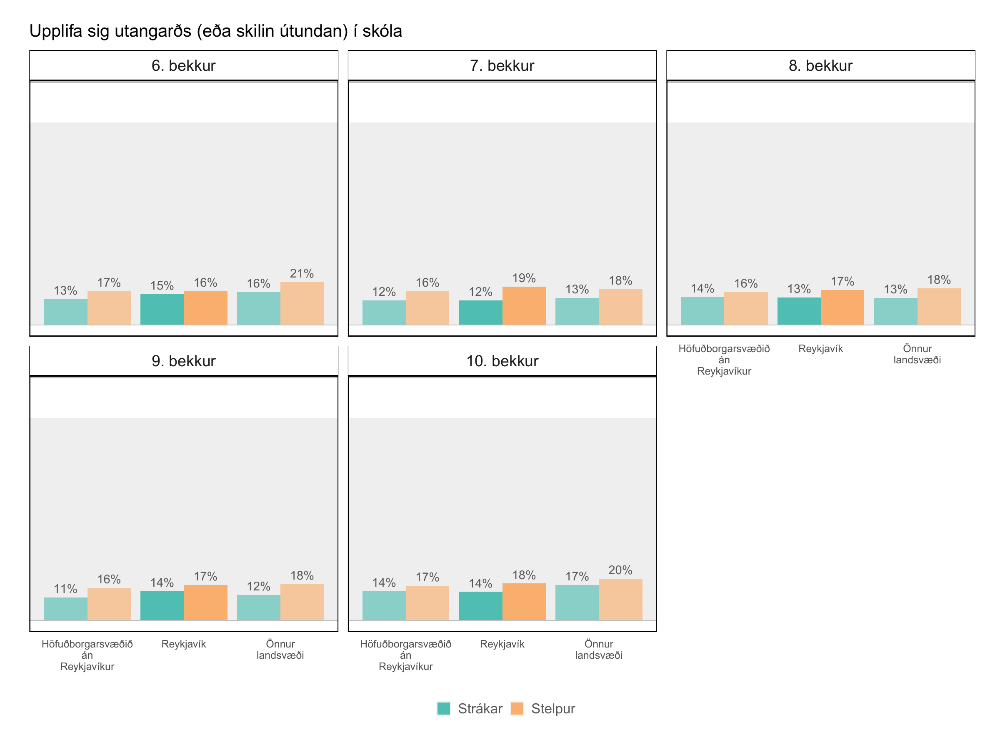 Upplifa sig utangarðs (eða skilin útundan) í skóla
6. bekkur
13%
17%
15%
16%
16%
21%
7. bekkur
12%
16%
12%
19%
13%
18%
8. bekkur
14%
16%
13%
17%
13%
18%
Höfuðborgarsvæðið
án
Reykjavíkur
Reykjavík
Önnur
landsvæði
9. bekkur
11%
16%
14%
17%
12%
18%
Höfuðborgarsvæðið
án
Reykjavíkur
Reykjavík
Önnur
landsvæði
10. bekkur
14%
17%
14%
18%
17%
20%
Höfuðborgarsvæðið
án
Reykjavíkur
Reykjavík
Önnur
landsvæði
Strákar
Stelpur